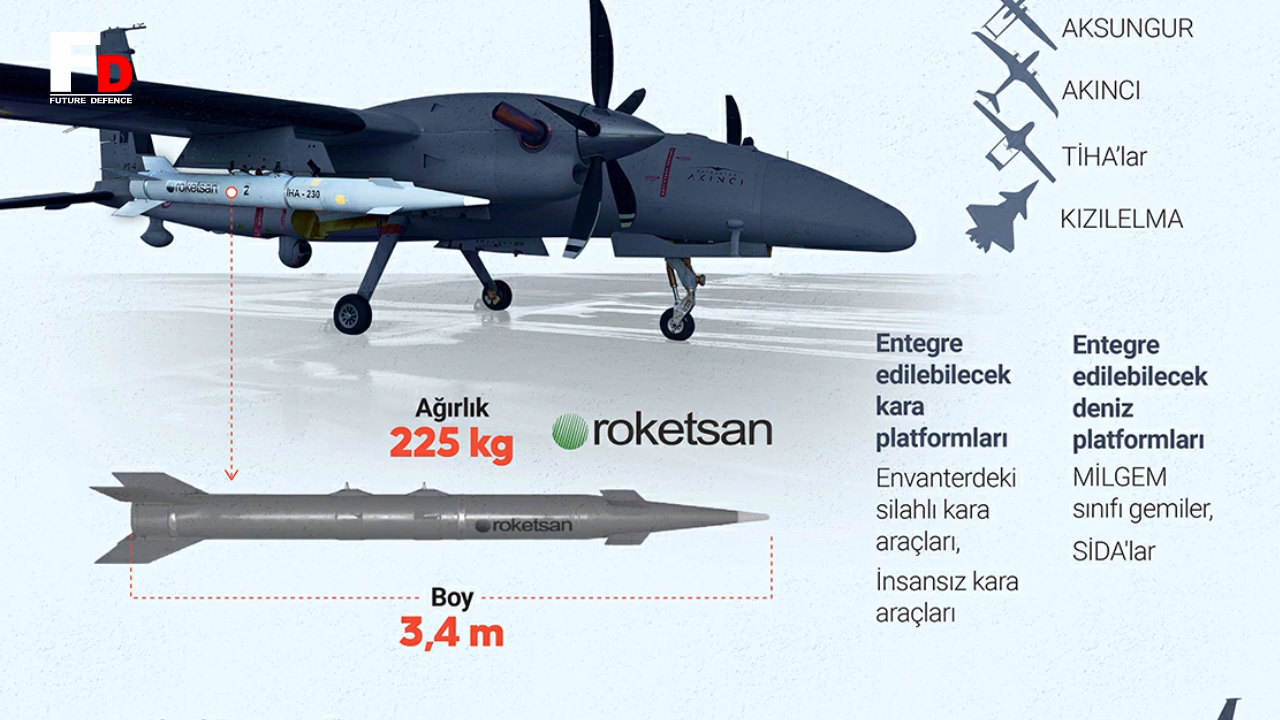 FD
FUTURE DEFENCE
AKSUNGUR
AKINCI
TİHA’lar
KIZILELMA
roketsan 2 İHA - 230
AKINCI
Ağırlık
225 kg
roketsan
roketsan
Boy
3,4 m
Entegre
edilebilecek
kara
platformları
Envanterdeki
silahlı kara
araçları,
İnsansız kara
araçları
Entegre
edilebilecek
deniz
platformları
MİLGEM
sınıfı gemiler,
SİDA'lar